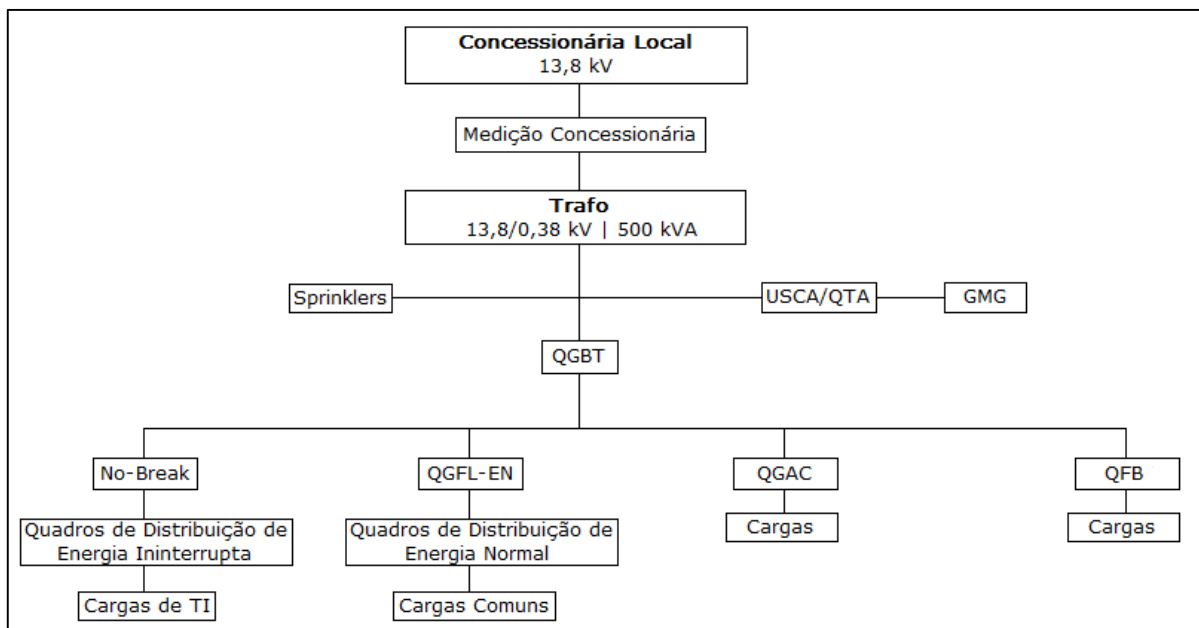 Concessionária Local
13,8 kV
Medição Concessionária
Trafo
13,8/0,38 kV | 500 kVA
Sprinklers
USCA/QTA
GMG
QGBT
No-Break
QGFL-EN
QGAC
QFB
Quadros de Distribuição de
Energia Ininterrupta
Quadros de Distribuição de
Energia Normal
Cargas
Cargas
Cargas de TI
Cargas Comuns